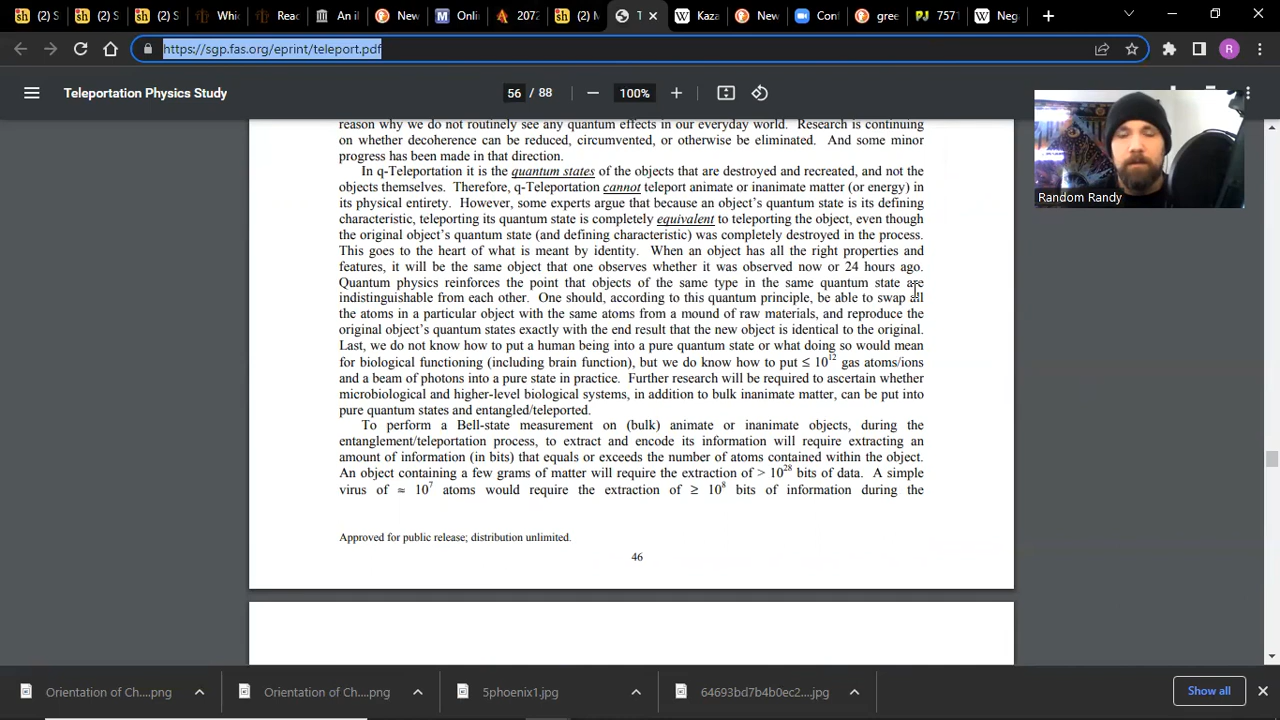 (2) S
(2) S
(2) S
Whi
Rea
An il
New
Onli
2072
(2) M
T
Kaza
New
Conf
gree
7571
Neg
https://sgp.fas.org/eprint/teleport.pdf
R
Teleportation Physics Study
56 / 88
100%
Random Randy
reason why we do not routinely see any quantum effects in our everyday world. Research is continuing
on whether decoherence can be reduced, circumvented, or otherwise be eliminated. And some minor
progress has been made in that direction.
In q-Teleportation it is the quantum states of the objects that are destroyed and recreated, and not the
objects themselves. Therefore, q-Teleportation cannot teleport animate or inanimate matter (or energy) in
its physical entirety. However, some experts argue that because an object's quantum state is its defining
characteristic, teleporting its quantum state is completely equivalent to teleporting the object, even though
the original object's quantum state (and defining characteristic) was completely destroyed in the process.
This goes to the heart of what is meant by identity. When an object has all the right properties and
features, it will be the same object that one observes whether it was observed now or 24 hours ago.
Quantum physics reinforces the point that objects of the same type in the same quantum state are
indistinguishable from each other. One should, according to this quantum principle, be able to swap all
the atoms in a particular object with the same atoms from a mound of raw materials, and reproduce the
original object's quantum states exactly with the end result that the new object is identical to the original.
Last, we do not know how to put a human being into a pure quantum state or what doing so would mean
for biological functioning (including brain function), but we do know how to put ≤ 10¹² gas atoms/ions
and a beam of photons into a pure state in practice. Further research will be required to ascertain whether
microbiological and higher-level biological systems, in addition to bulk inanimate matter, can be put into
pure quantum states and entangled/teleported.
To perform a Bell-state measurement on (bulk) animate or inanimate objects, during the
entanglement/teleportation process, to extract and encode its information will require extracting an
amount of information (in bits) that equals or exceeds the number of atoms contained within the object.
An object containing a few grams of matter will require the extraction of > 10²⁸ bits of data. A simple
virus of ≈ 10⁷ atoms would require the extraction of ≥ 10⁸ bits of information during the
Approved for public release; distribution unlimited.
46
Orientation of Ch....png
Orientation of Ch....png
5phoenix1.jpg
64693bd7b4b0ec2....jpg
Show all